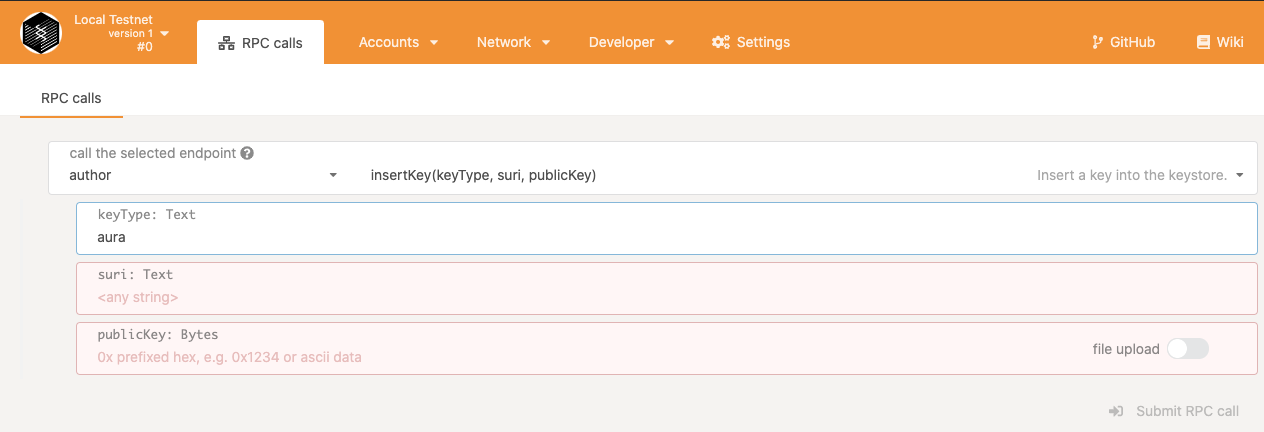 Local Testnet
version 1
#0
RPC calls
Accounts
Network
Developer
Settings
GitHub
Wiki
RPC calls
call the selected endpoint
author
insertKey(keyType, suri, publicKey)
Insert a key into the keystore.
keyType: Text
aura
suri: Text
<any string>
publicKey: Bytes
0x prefixed hex, e.g. 0x1234 or ascii data
file upload
Submit RPC call